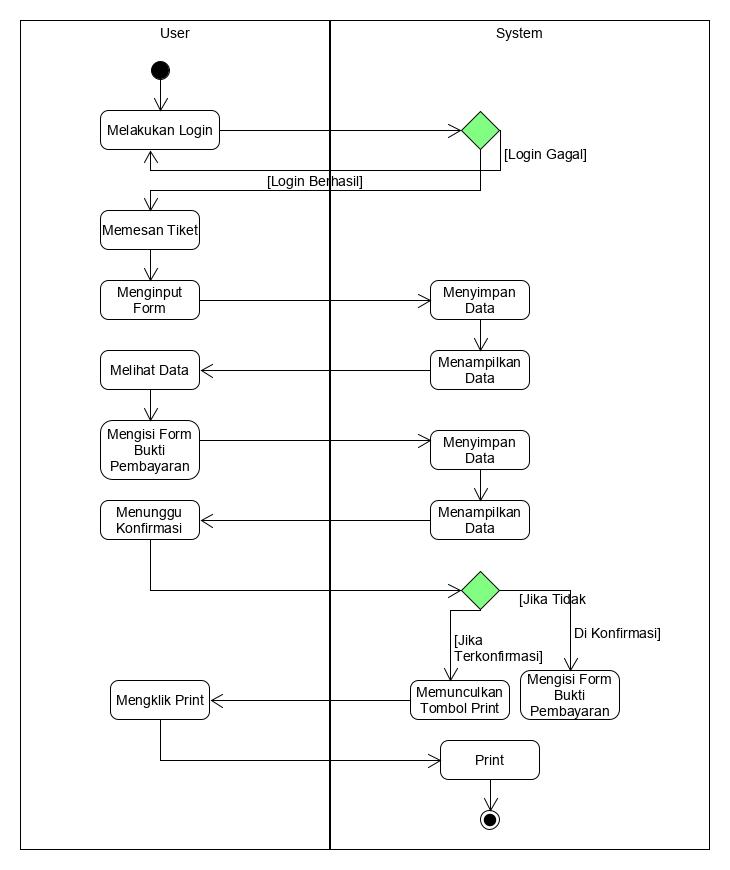 User
System
Melakukan Login
[Login Gagal]
[Login Berhasil]
Memesan Tiket
Menginput
Form
Menyimpan
Data
Melihat Data
Menampilkan
Data
Mengisi Form
Bukti
Pembayaran
Menyimpan
Data
Menunggu
Konfirmasi
Menampilkan
Data
[Jika Tidak
Di Konfirmasi]
[Jika
Terkonfirmasi]
Mengklik Print
Memunculkan
Tombol Print
Mengisi Form
Bukti
Pembayaran
Print